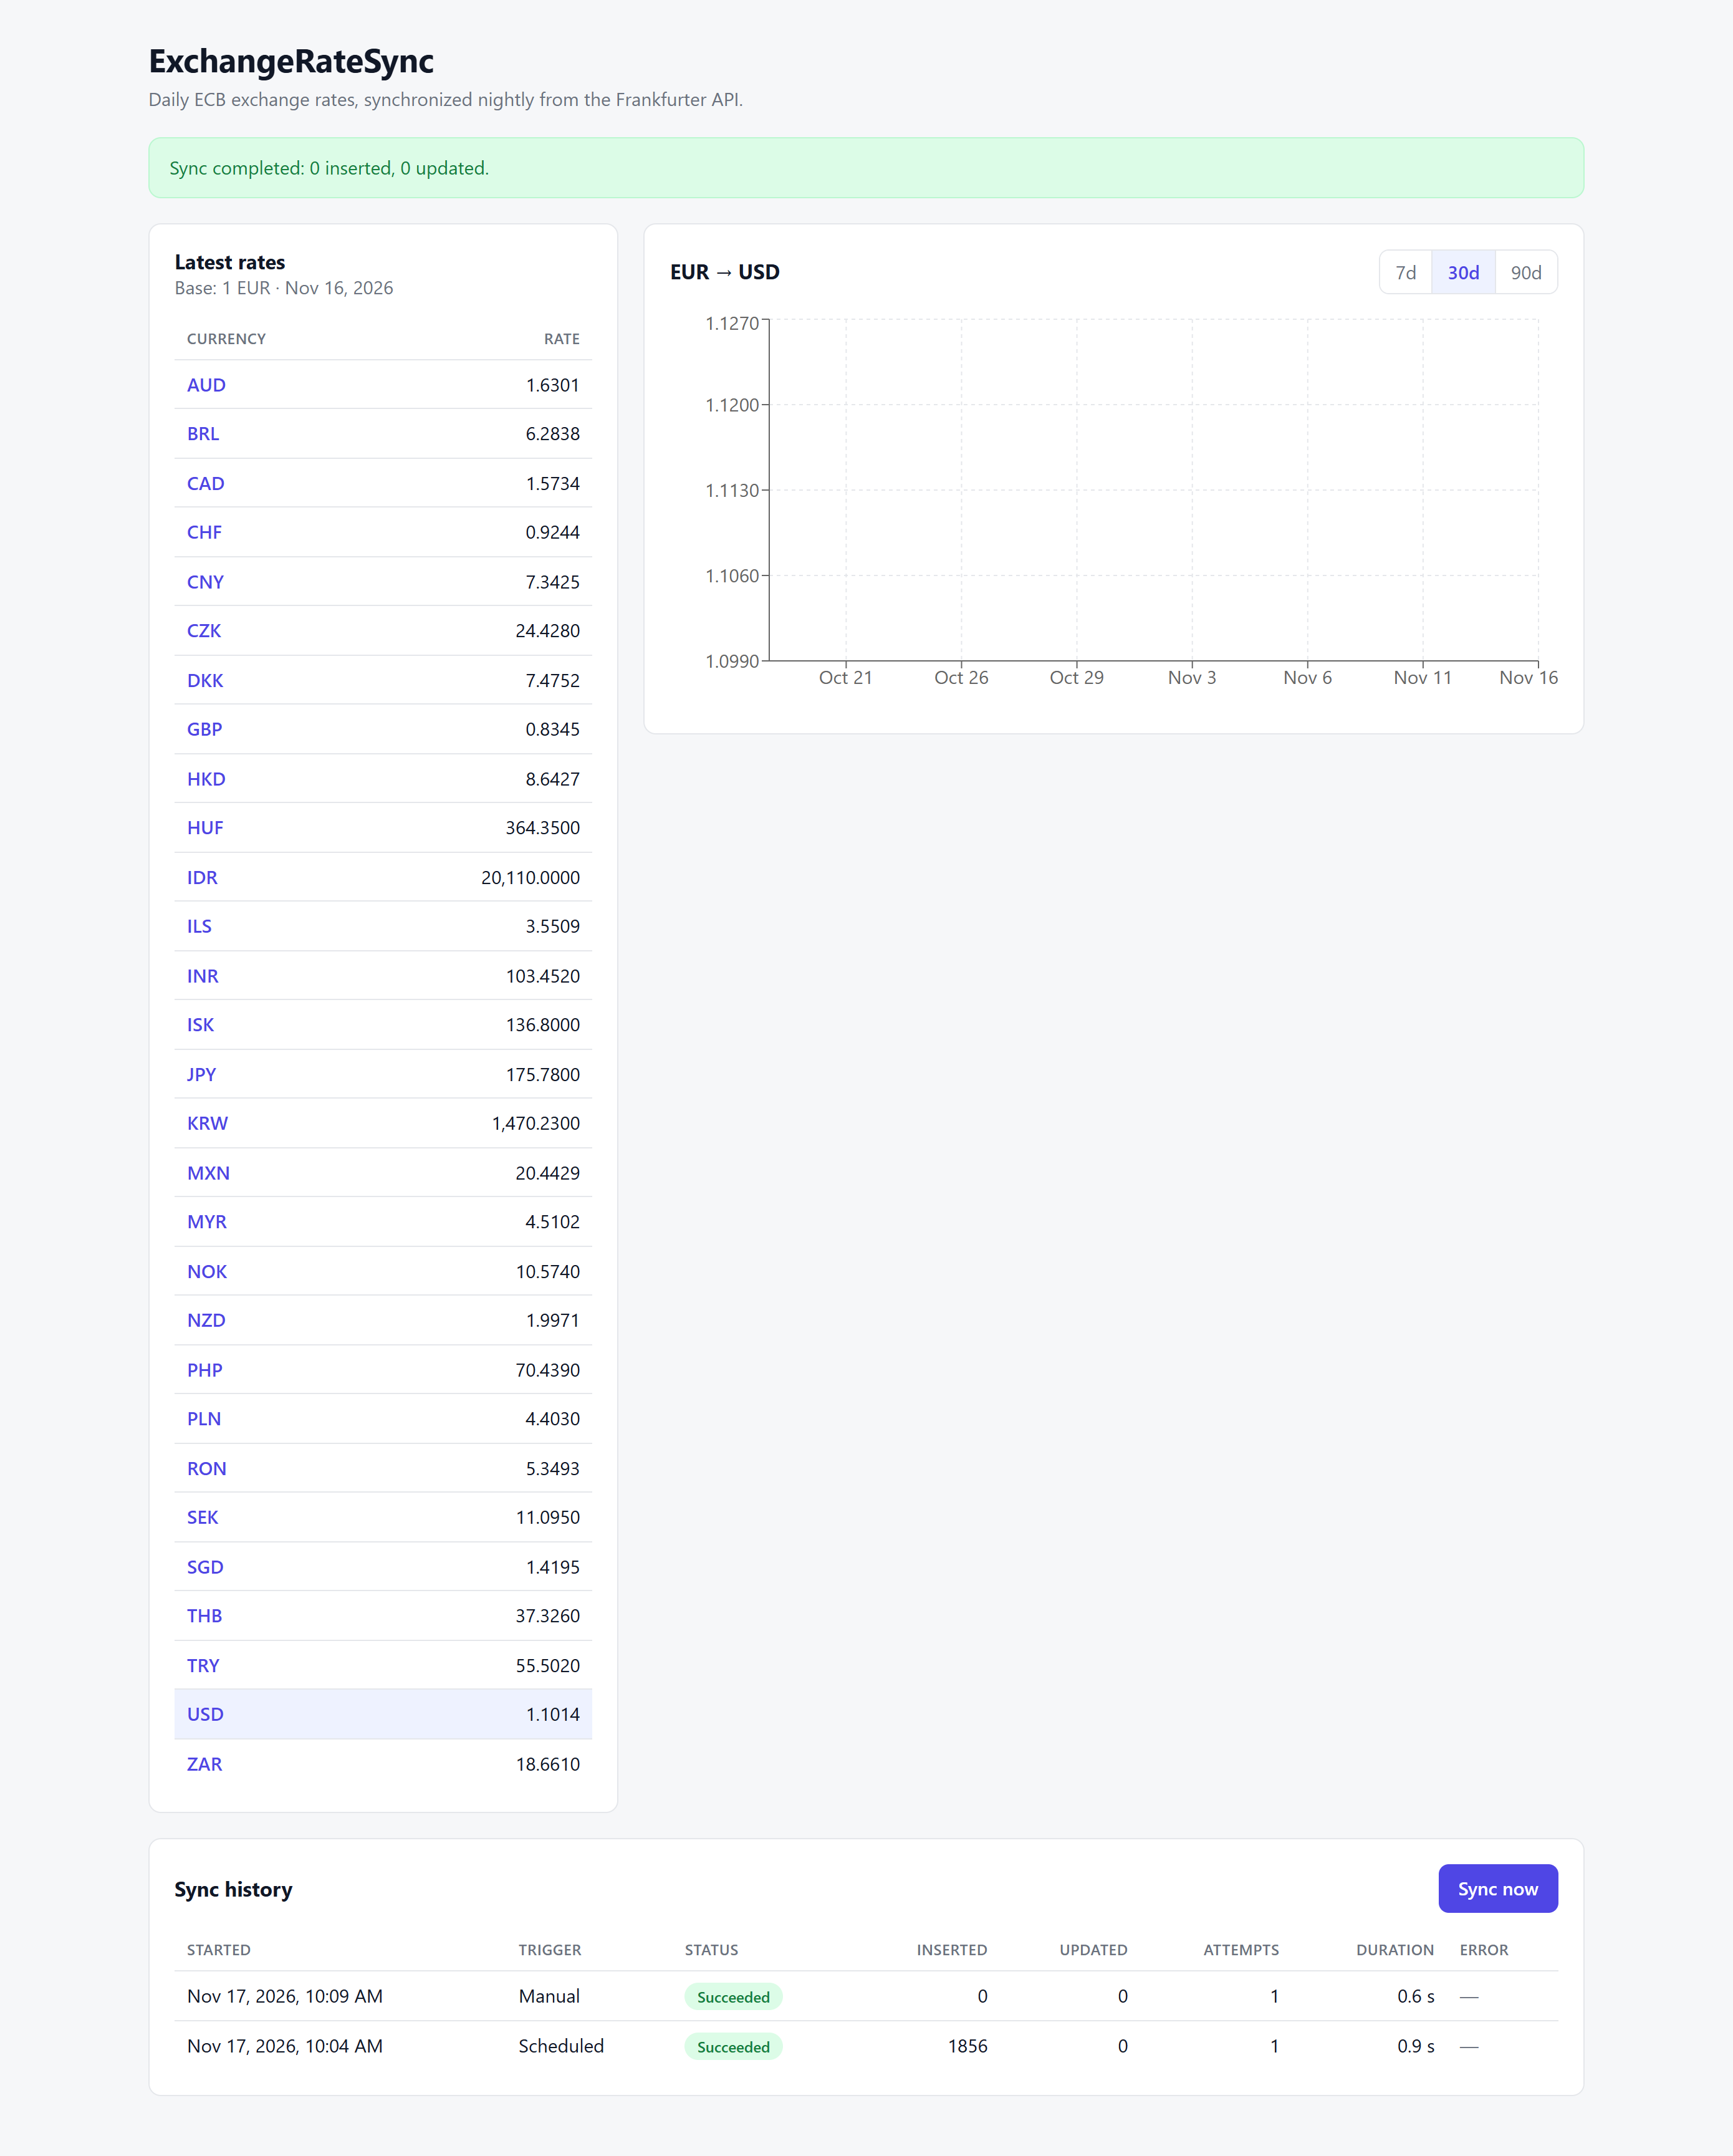 ExchangeRateSync
Daily ECB exchange rates, synchronized nightly from the Frankfurter API.
Sync completed: 0 inserted, 0 updated.
Latest rates
Base: 1 EUR · Nov 16, 2026
CURRENCY RATE
AUD 1.6301
BRL 6.2838
CAD 1.5734
CHF 0.9244
CNY 7.3425
CZK 24.4280
DKK 7.4752
GBP 0.8345
HKD 8.6427
HUF 364.3500
IDR 20,110.0000
ILS 3.5509
INR 103.4520
ISK 136.8000
JPY 175.7800
KRW 1,470.2300
MXN 20.4429
MYR 4.5102
NOK 10.5740
NZD 1.9971
PHP 70.4390
PLN 4.4030
RON 5.3493
SEK 11.0950
SGD 1.4195
THB 37.3260
TRY 55.5020
USD 1.1014
ZAR 18.6610
EUR → USD
7d 30d 90d
1.1270
1.1200
1.1130
1.1060
1.0990
Oct 21 Oct 26 Oct 29 Nov 3 Nov 6 Nov 11 Nov 16
Sync history
Sync now
STARTED TRIGGER STATUS INSERTED UPDATED ATTEMPTS DURATION ERROR
Nov 17, 2026, 10:09 AM Manual Succeeded 0 0 1 0.6 s —
Nov 17, 2026, 10:04 AM Scheduled Succeeded 1856 0 1 0.9 s —